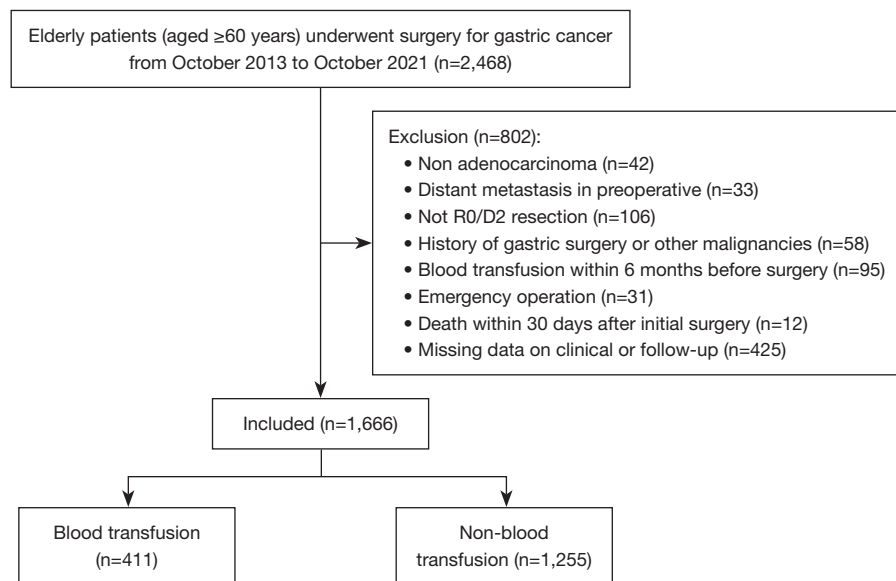 Elderly patients (aged ≥60 years) underwent surgery for gastric cancer
from October 2013 to October 2021 (n=2,468)
Exclusion (n=802):
• Non adenocarcinoma (n=42)
• Distant metastasis in preoperative (n=33)
• Not R0/D2 resection (n=106)
• History of gastric surgery or other malignancies (n=58)
• Blood transfusion within 6 months before surgery (n=95)
• Emergency operation (n=31)
• Death within 30 days after initial surgery (n=12)
• Missing data on clinical or follow-up (n=425)
Included (n=1,666)
Blood transfusion
(n=411)
Non-blood
transfusion (n=1,255)